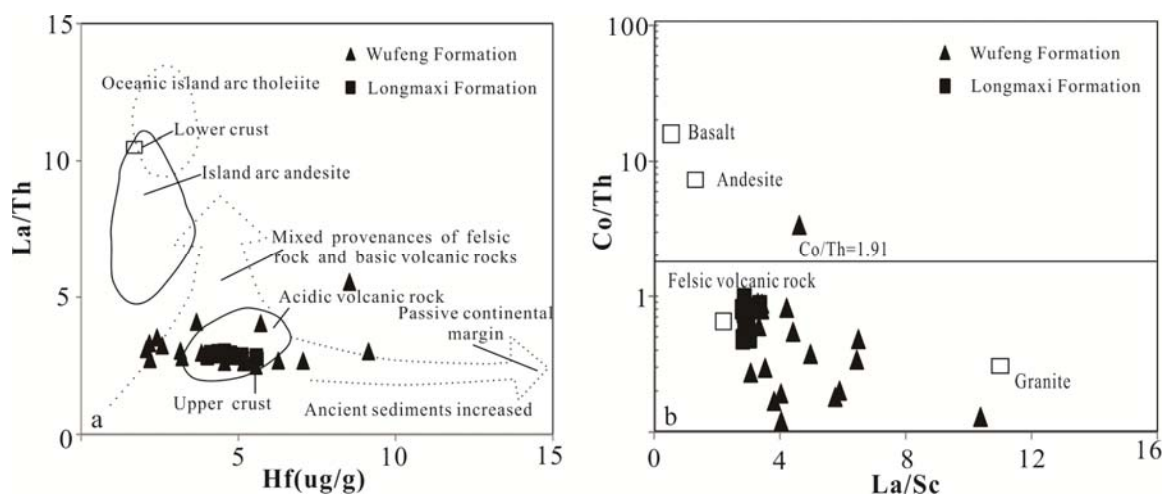 15
10
5
0
La/Th
Wufeng Formation
Longmaxi Formation
Oceanic island arc tholeiite
Lower crust
Island arc andesite
Mixed provenances of felsic
rock and basic volcanic rocks
Acidic volcanic rock
Passive continental
margin
Upper crust
Ancient sediments increased
a
5
10
15
Hf(ug/g)
100
10
1
Co/Th
Wufeng Formation
Longmaxi Formation
Basalt
Andesite
Co/Th=1.91
Felsic volcanic rock
Granite
b
0
4
8
12
16
La/Sc